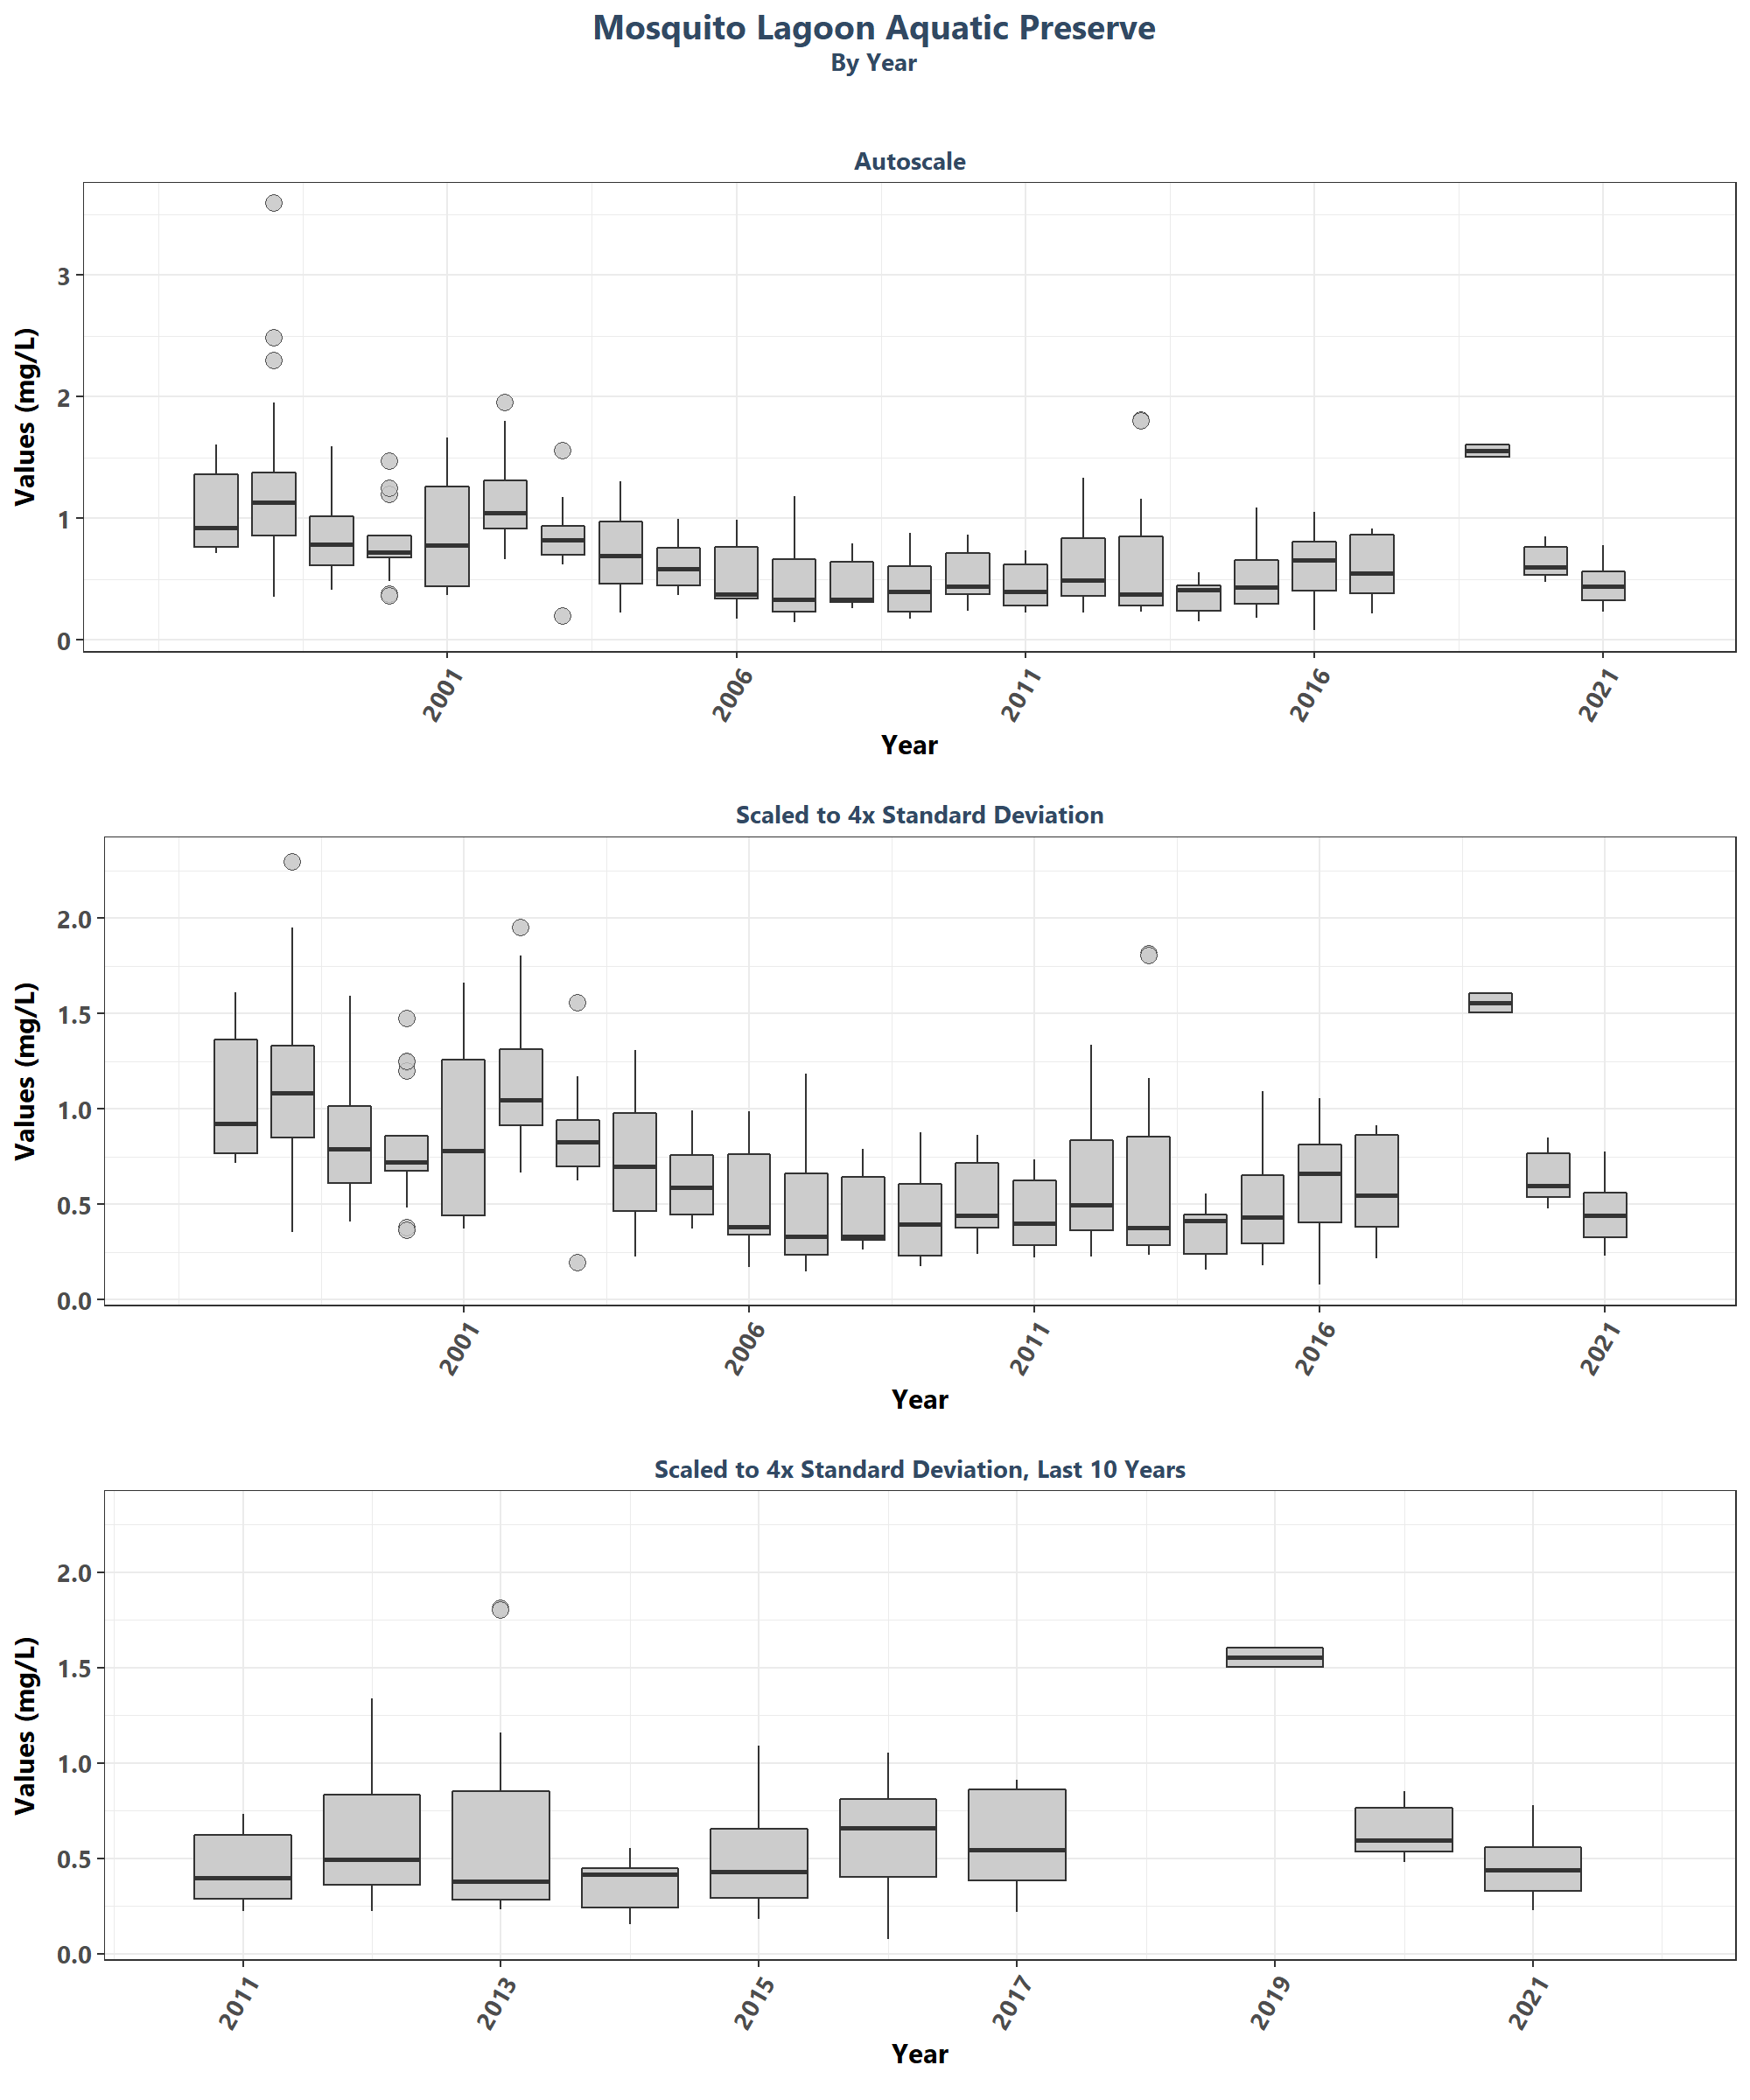 Mosquito Lagoon Aquatic Preserve
By Year
Autoscale
Values (mg/L)
3
2
1
0
2001 2006 2011 2016 2021
Year
Scaled to 4x Standard Deviation
Values (mg/L)
2.0
1.5
1.0
0.5
0.0
2001 2006 2011 2016 2021
Year
Scaled to 4x Standard Deviation, Last 10 Years
Values (mg/L)
2.0
1.5
1.0
0.5
0.0
2011 2013 2015 2017 2019 2021
Year